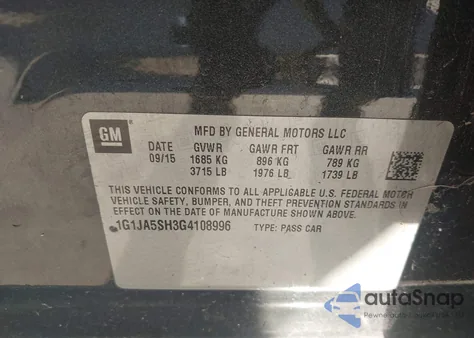 GM
MFD BY GENERAL MOTORS LLC
DATE GVWR GAWR FRT GAWR RR
09/15 1685 KG 896 KG 789 KG
3715 LB 1976 LB 1739 LB
THIS VEHICLE CONFORMS TO ALL APPLICABLE U.S. FEDERAL MOTOR
VEHICLE SAFETY, BUMPER, AND THEFT PREVENTION STANDARDS IN
EFFECT ON THE DATE OF MANUFACTURE SHOWN ABOVE.
1G1JA5SH3G4108996 TYPE: PASS CAR
autoSnap